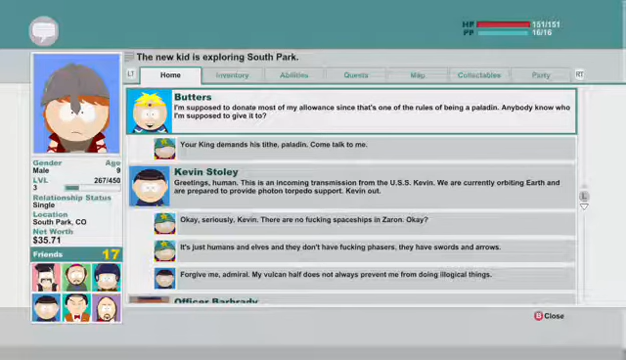 HP 151/151
PP 16/16
The new kid is exploring South Park.
LT Home Inventory Abilities Quests Map Collectables Party RT
Butters
I'm supposed to donate most of my allowance since that's one of the rules of being a paladin. Anybody know who
I'm supposed to give it to?
Your King demands his tithe, paladin. Come talk to me.
Kevin Stoley
Greetings, human. This is an incoming transmission from the U.S.S. Kevin. We are currently orbiting Earth and
are prepared to provide photon torpedo support. Kevin out.
Okay, seriously, Kevin. There are no fucking spaceships in Zaron. Okay?
It's just humans and elves and they don't have fucking phasers, they have swords and arrows.
Forgive me, admiral. My vulcan half does not always prevent me from doing illogical things.
Officer Barbrady
Gender Age
Male 9
LVL 267/450
3
Relationship Status
Single
Location
South Park, CO
Net Worth
$35.71
Friends 17
L
B Close